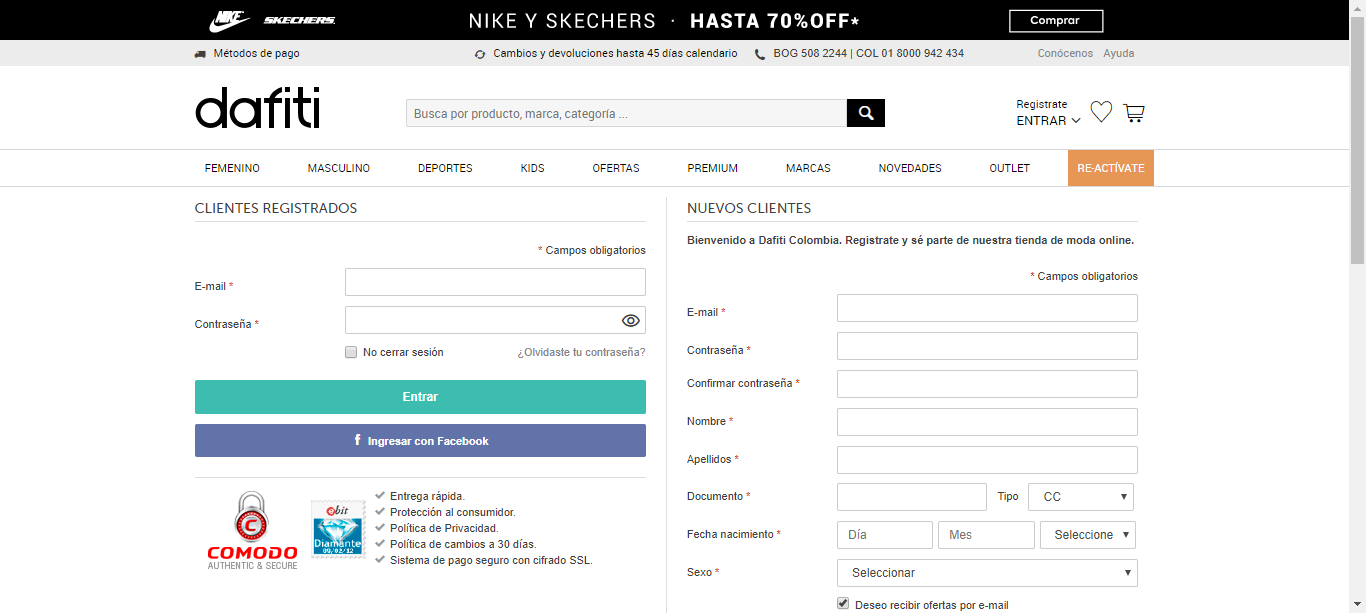 NIKE SKECHERS. NIKE Y SKECHERS · HASTA 70%OFF* Comprar
Métodos de pago Cambios y devoluciones hasta 45 días calendario BOG 508 2244 | COL 01 8000 942 434 Conócenos Ayuda
dafiti
Busca por producto, marca, categoría ...
Registrate
ENTRAR
FEMENINO MASCULINO DEPORTES KIDS OFERTAS PREMIUM MARCAS NOVEDADES OUTLET RE-ACTÍVATE
CLIENTES REGISTRADOS
* Campos obligatorios
E-mail *
Contraseña *
No cerrar sesión ¿Olvidaste tu contraseña?
Entrar
f Ingresar con Facebook
C
COMODO
AUTHENTIC & SECURE
ebit
Diamante
09/02/12
Entrega rápida.
Protección al consumidor.
Política de Privacidad.
Política de cambios a 30 días.
Sistema de pago seguro con cifrado SSL.
NUEVOS CLIENTES
Bienvenido a Dafiti Colombia. Registrate y sé parte de nuestra tienda de moda online.
* Campos obligatorios
E-mail *
Contraseña *
Confirmar contraseña *
Nombre *
Apellidos *
Documento * Tipo CC
Fecha nacimiento * Día Mes Seleccione
Sexo * Seleccionar
Deseo recibir ofertas por e-mail